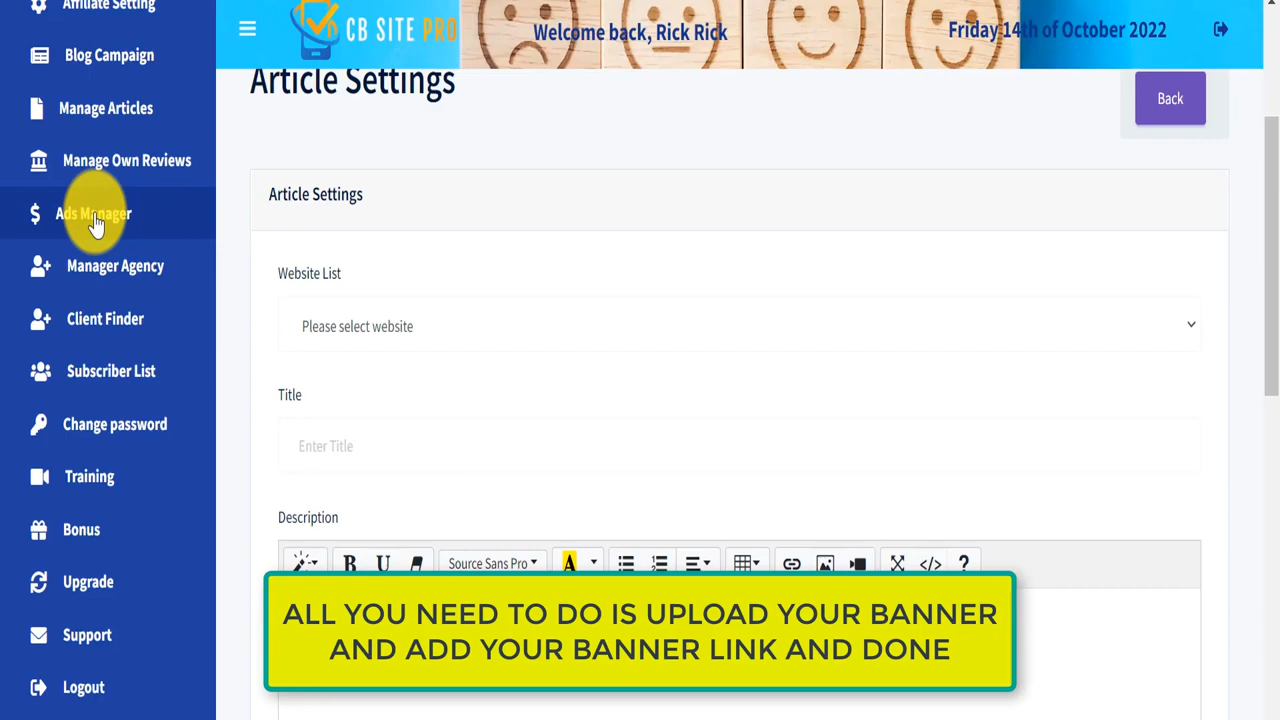 Affiliate Setting
Blog Campaign
Manage Articles
Manage Own Reviews
Ads Manager
Manager Agency
Client Finder
Subscriber List
Change password
Training
Bonus
Upgrade
Support
Logout
CB SITE PRO
Welcome back, Rick Rick
Friday 14th of October 2022
Article Settings
Back
Article Settings
Website List
Please select website
Title
Enter Title
Description
B U Source Sans Pro A </> ?
ALL YOU NEED TO DO IS UPLOAD YOUR BANNER
AND ADD YOUR BANNER LINK AND DONE